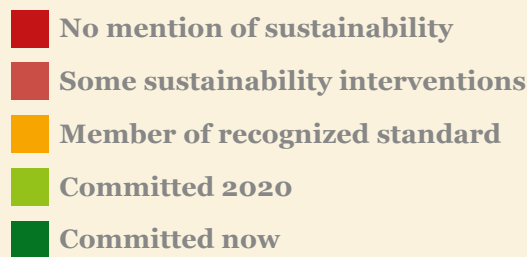 No mention of sustainability
Some sustainability interventions
Member of recognized standard
Committed 2020
Committed now